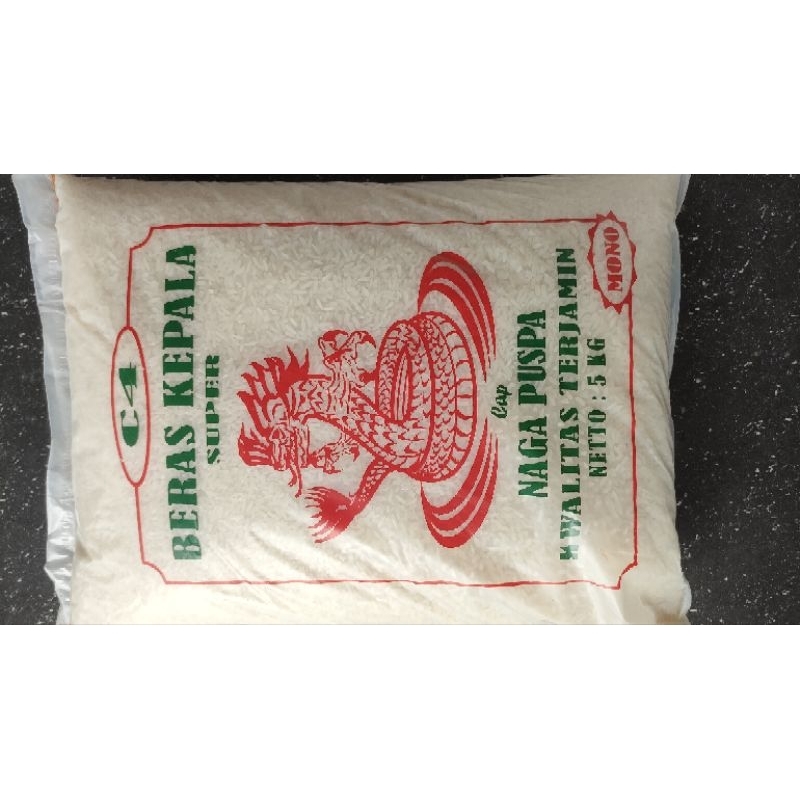 C4
BERAS KEPALA
SUPER
Cap
NAGA PUSPA
KWALITAS TERJAMIN
NETTO : 5 KG
MONO